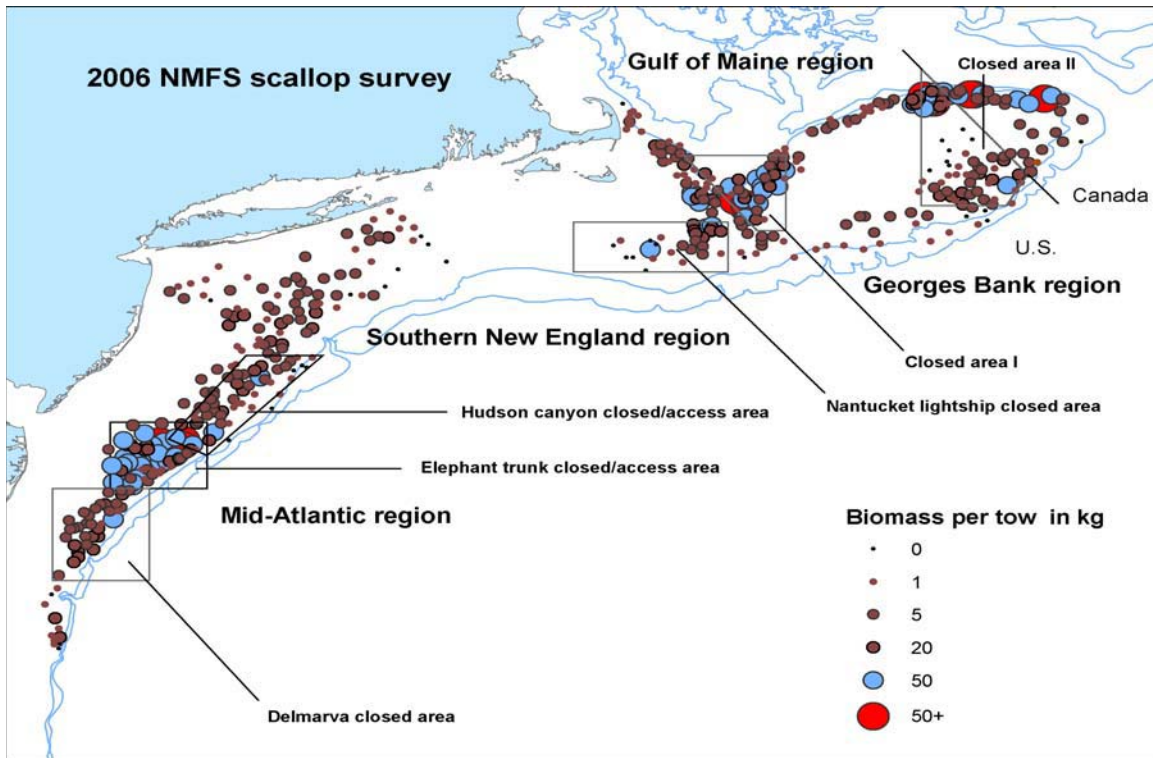 2006 NMFS scallop survey
Gulf of Maine region
Closed area II
Canada
U.S.
Georges Bank region
Southern New England region
Closed area I
Nantucket lightship closed area
Hudson canyon closed/access area
Elephant trunk closed/access area
Mid-Atlantic region
Delmarva closed area
Biomass per tow in kg
0
1
5
20
50
50+